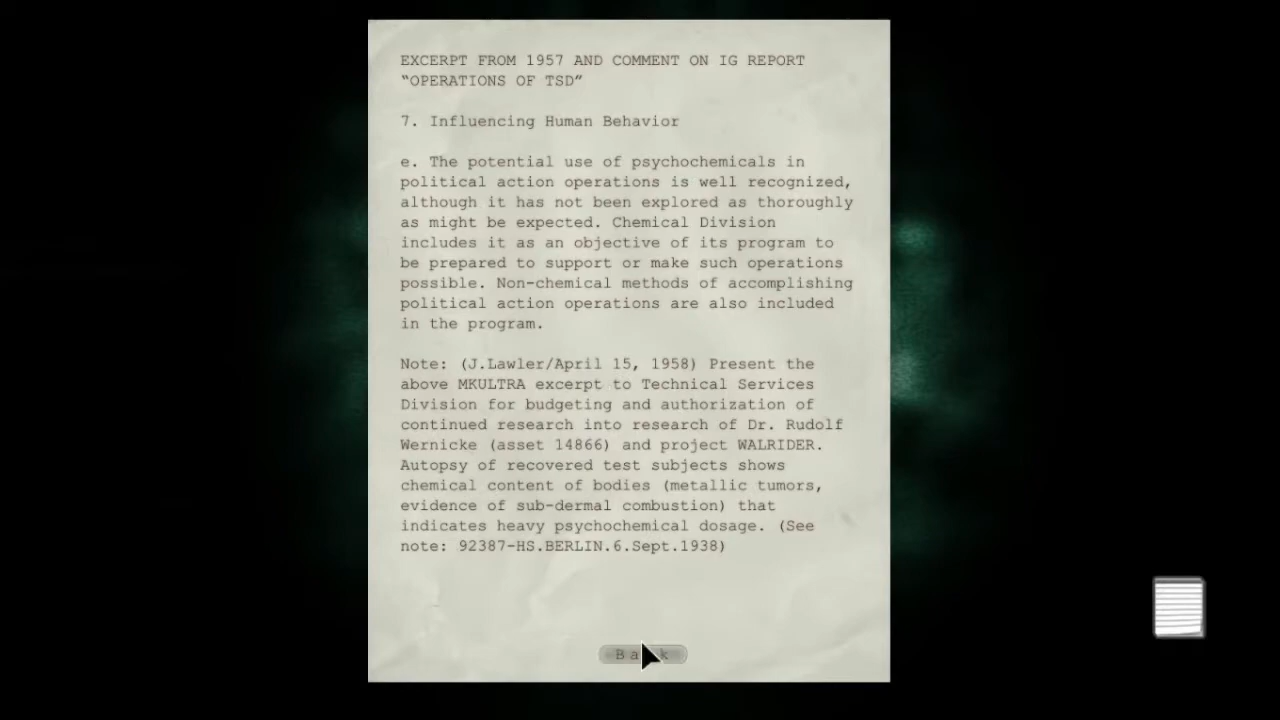 EXCERPT FROM 1957 AND COMMENT ON IG REPORT
“OPERATIONS OF TSD”
7. Influencing Human Behavior
e. The potential use of psychochemicals in
political action operations is well recognized,
although it has not been explored as thoroughly
as might be expected. Chemical Division
includes it as an objective of its program to
be prepared to support or make such operations
possible. Non-chemical methods of accomplishing
political action operations are also included
in the program.
Note: (J.Lawler/April 15, 1958) Present the
above MKULTRA excerpt to Technical Services
Division for budgeting and authorization of
continued research into research of Dr. Rudolf
Wernicke (asset 14866) and project WALRIDER.
Autopsy of recovered test subjects shows
chemical content of bodies (metallic tumors,
evidence of sub-dermal combustion) that
indicates heavy psychochemical dosage. (See
note: 92387-HS.BERLIN.6.Sept.1938)
Back